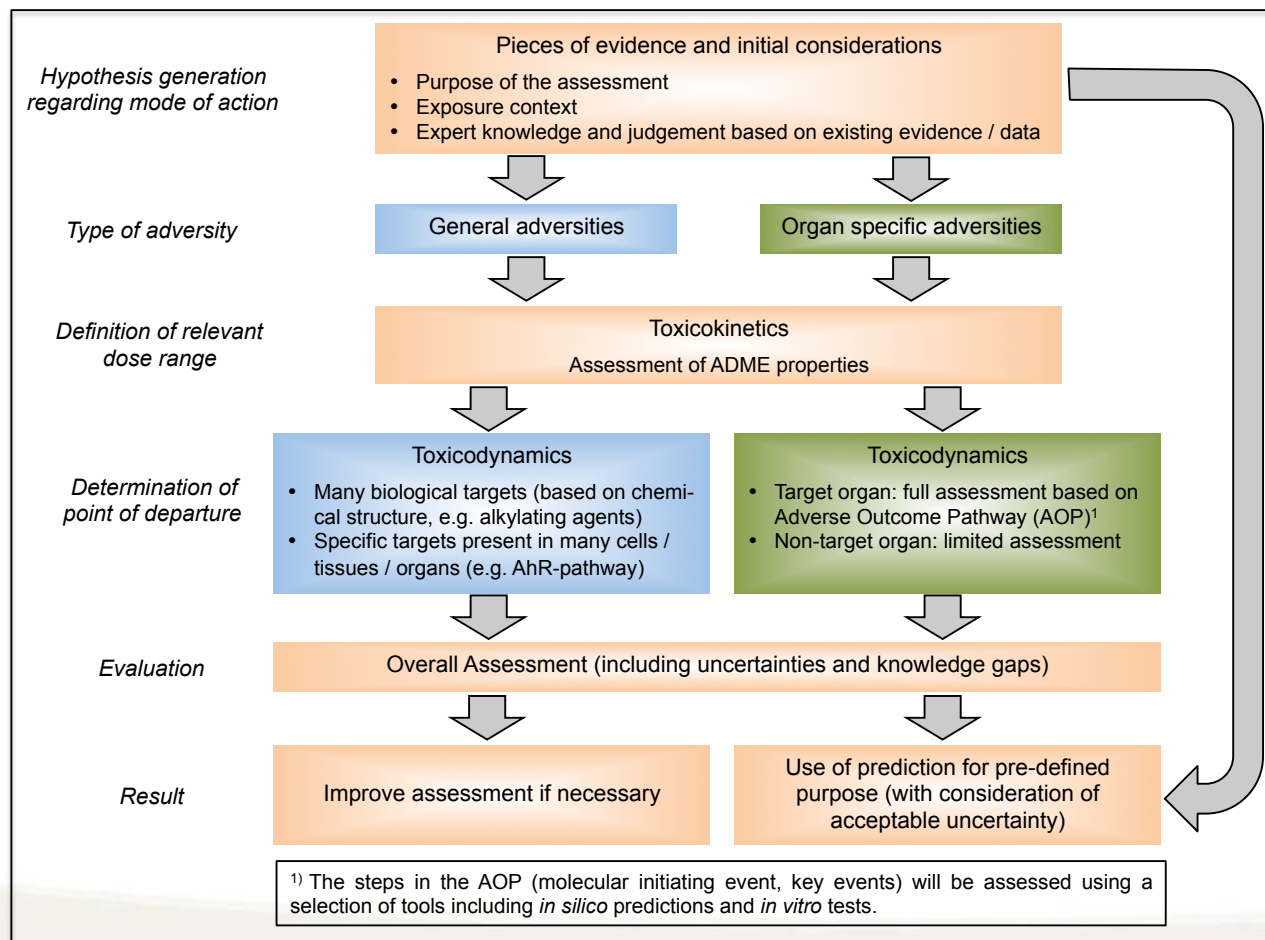 Hypothesis generation
regarding mode of action
Pieces of evidence and initial considerations
• Purpose of the assessment
• Exposure context
• Expert knowledge and judgement based on existing evidence / data
Type of adversity
General adversities
Organ specific adversities
Definition of relevant
dose range
Toxicokinetics
Assessment of ADME properties
Determination of
point of departure
Toxicodynamics
• Many biological targets (based on chemi-
cal structure, e.g. alkylating agents)
• Specific targets present in many cells /
tissues / organs (e.g. AhR-pathway)
Toxicodynamics
• Target organ: full assessment based on
Adverse Outcome Pathway (AOP)¹
• Non-target organ: limited assessment
Evaluation
Overall Assessment (including uncertainties and knowledge gaps)
Result
Improve assessment if necessary
Use of prediction for pre-defined
purpose (with consideration of
acceptable uncertainty)
¹⁾ The steps in the AOP (molecular initiating event, key events) will be assessed using a
selection of tools including in silico predictions and in vitro tests.